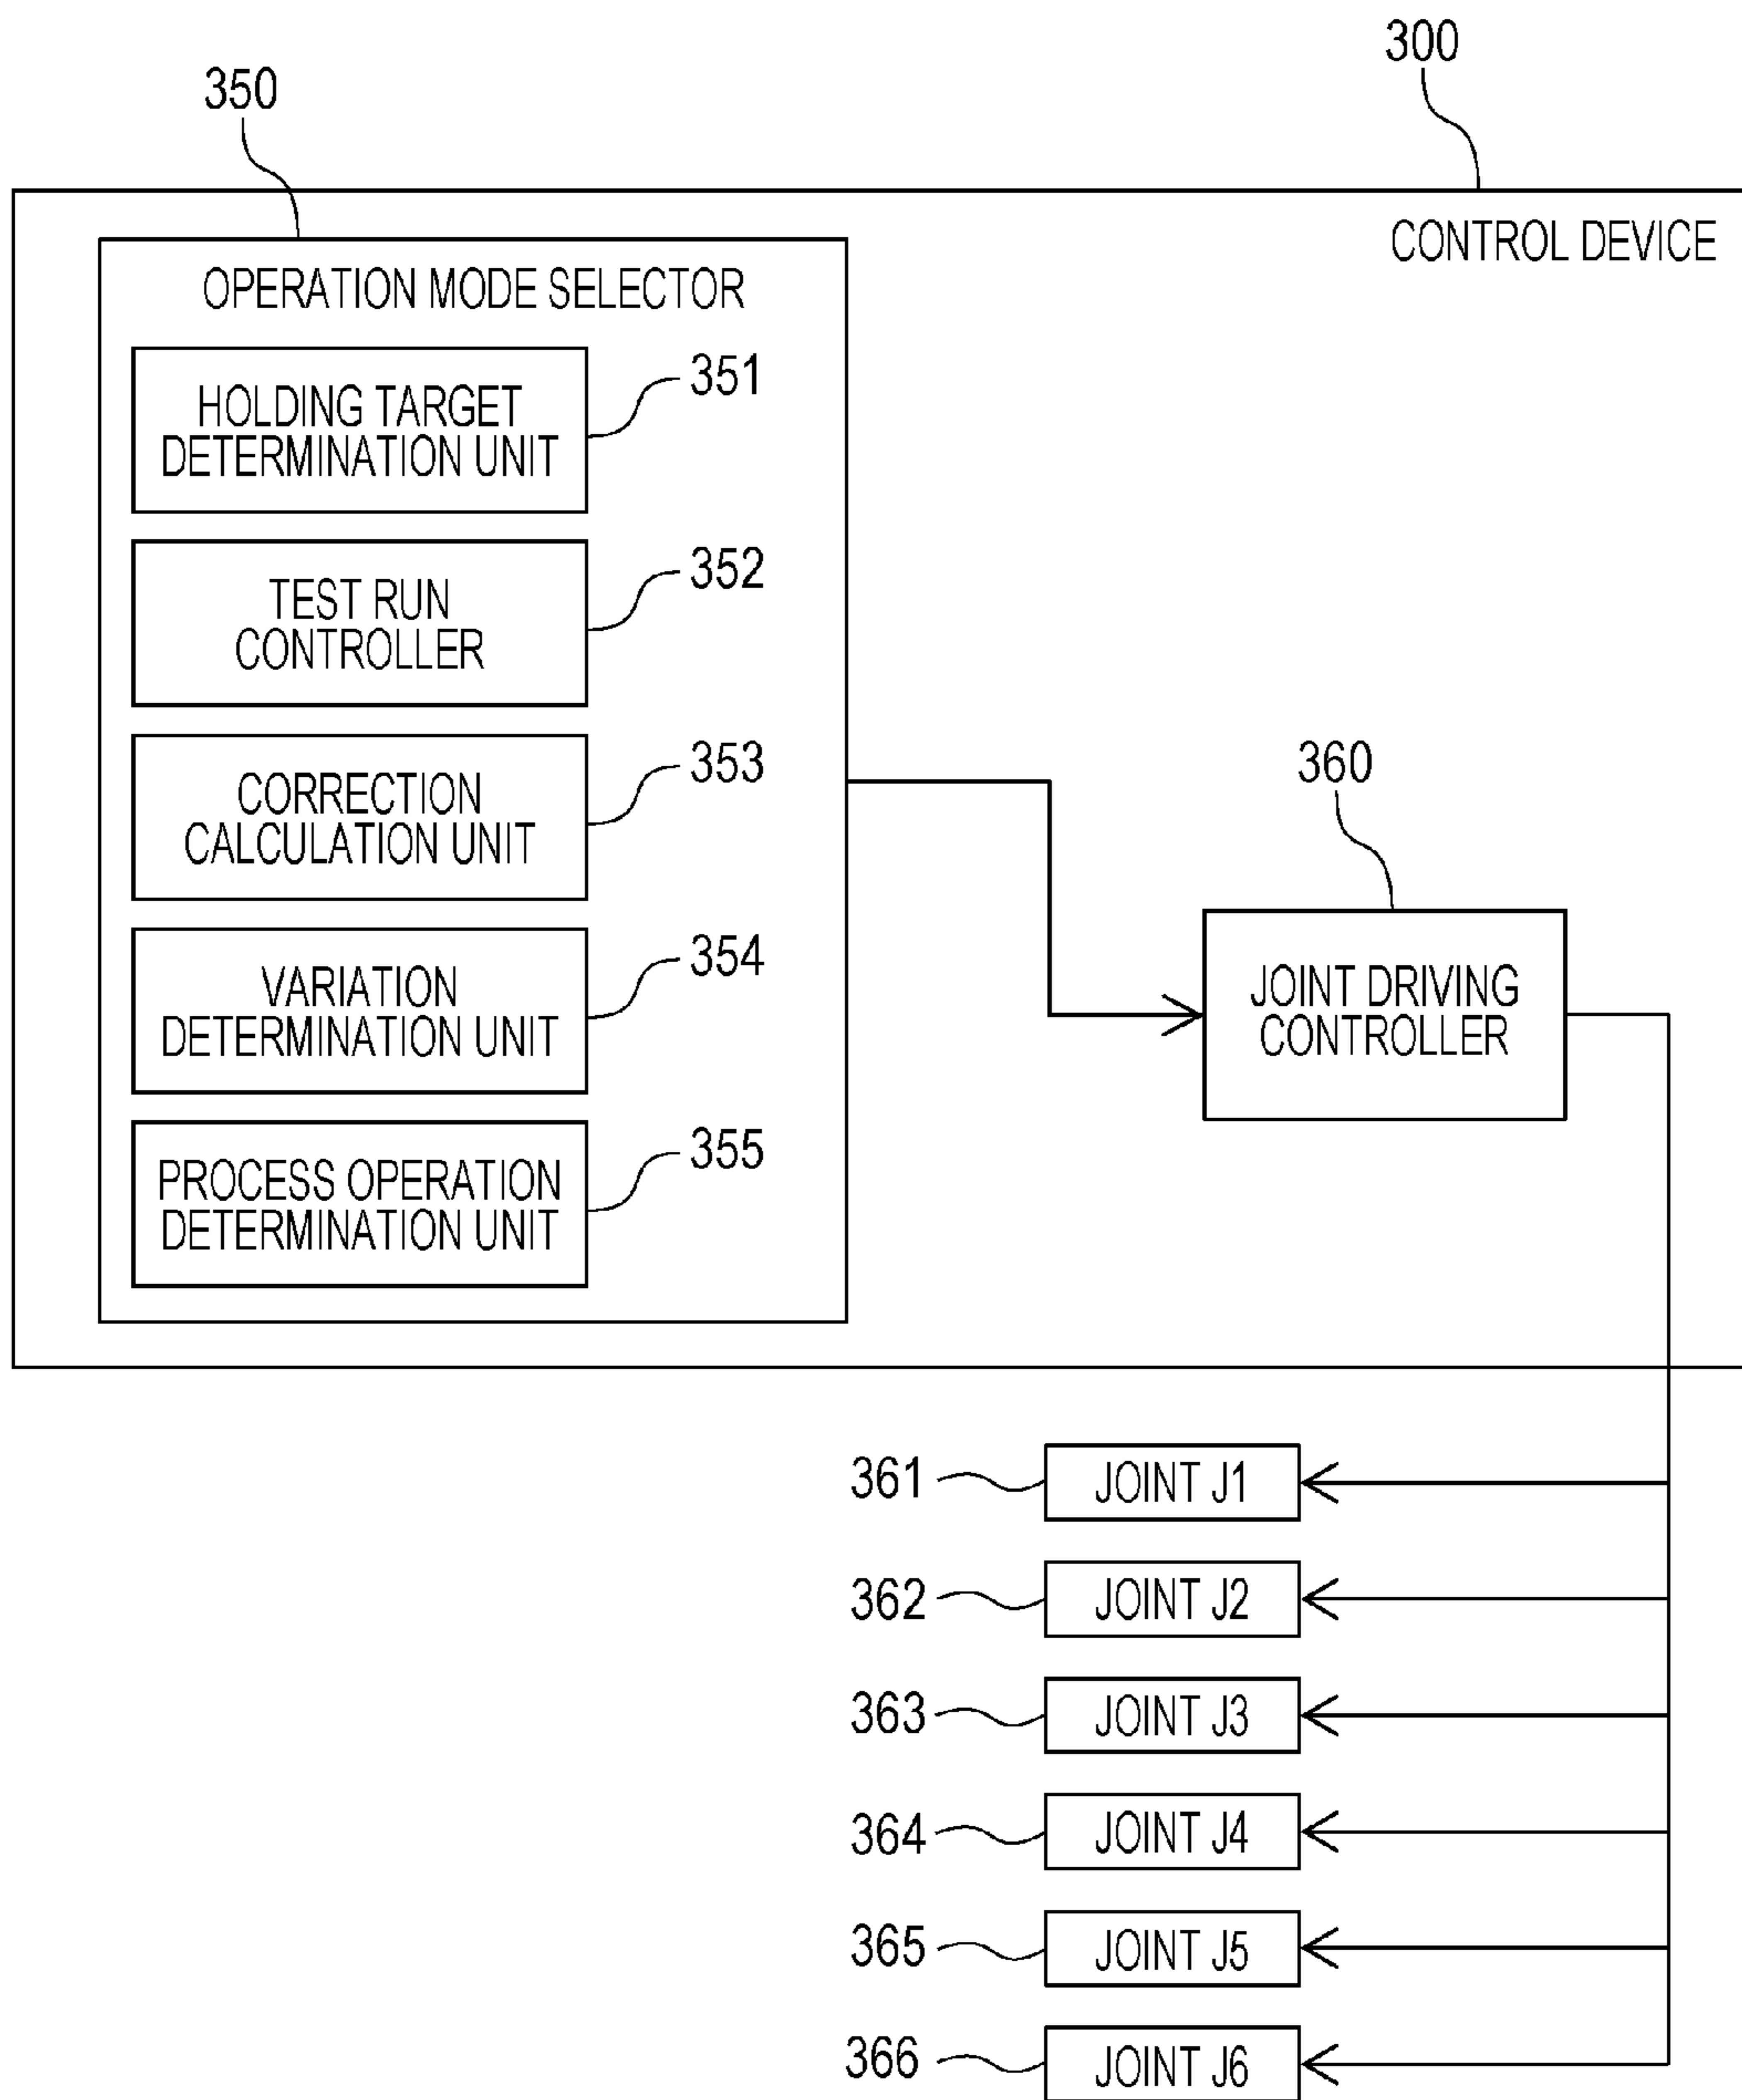 300
350
CONTROL DEVICE
OPERATION MODE SELECTOR
HOLDING TARGET
DETERMINATION UNIT
351
TEST RUN
CONTROLLER
352
CORRECTION
CALCULATION UNIT
353
VARIATION
DETERMINATION UNIT
354
PROCESS OPERATION
DETERMINATION UNIT
355
360
JOINT DRIVING
CONTROLLER
361 JOINT J1
362 JOINT J2
363 JOINT J3
364 JOINT J4
365 JOINT J5
366 JOINT J6